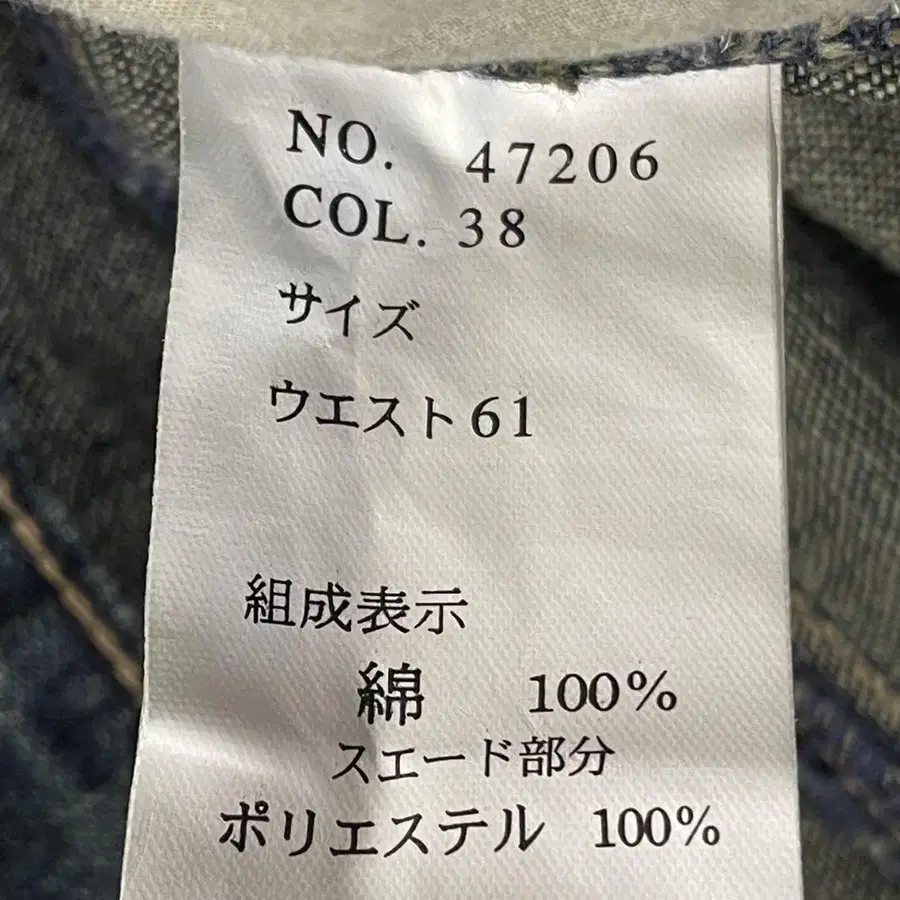 NO. 47206
COL. 38
サイズ
ウエスト61
組成表示
綿 100%
スエード部分
ポリエステル 100%